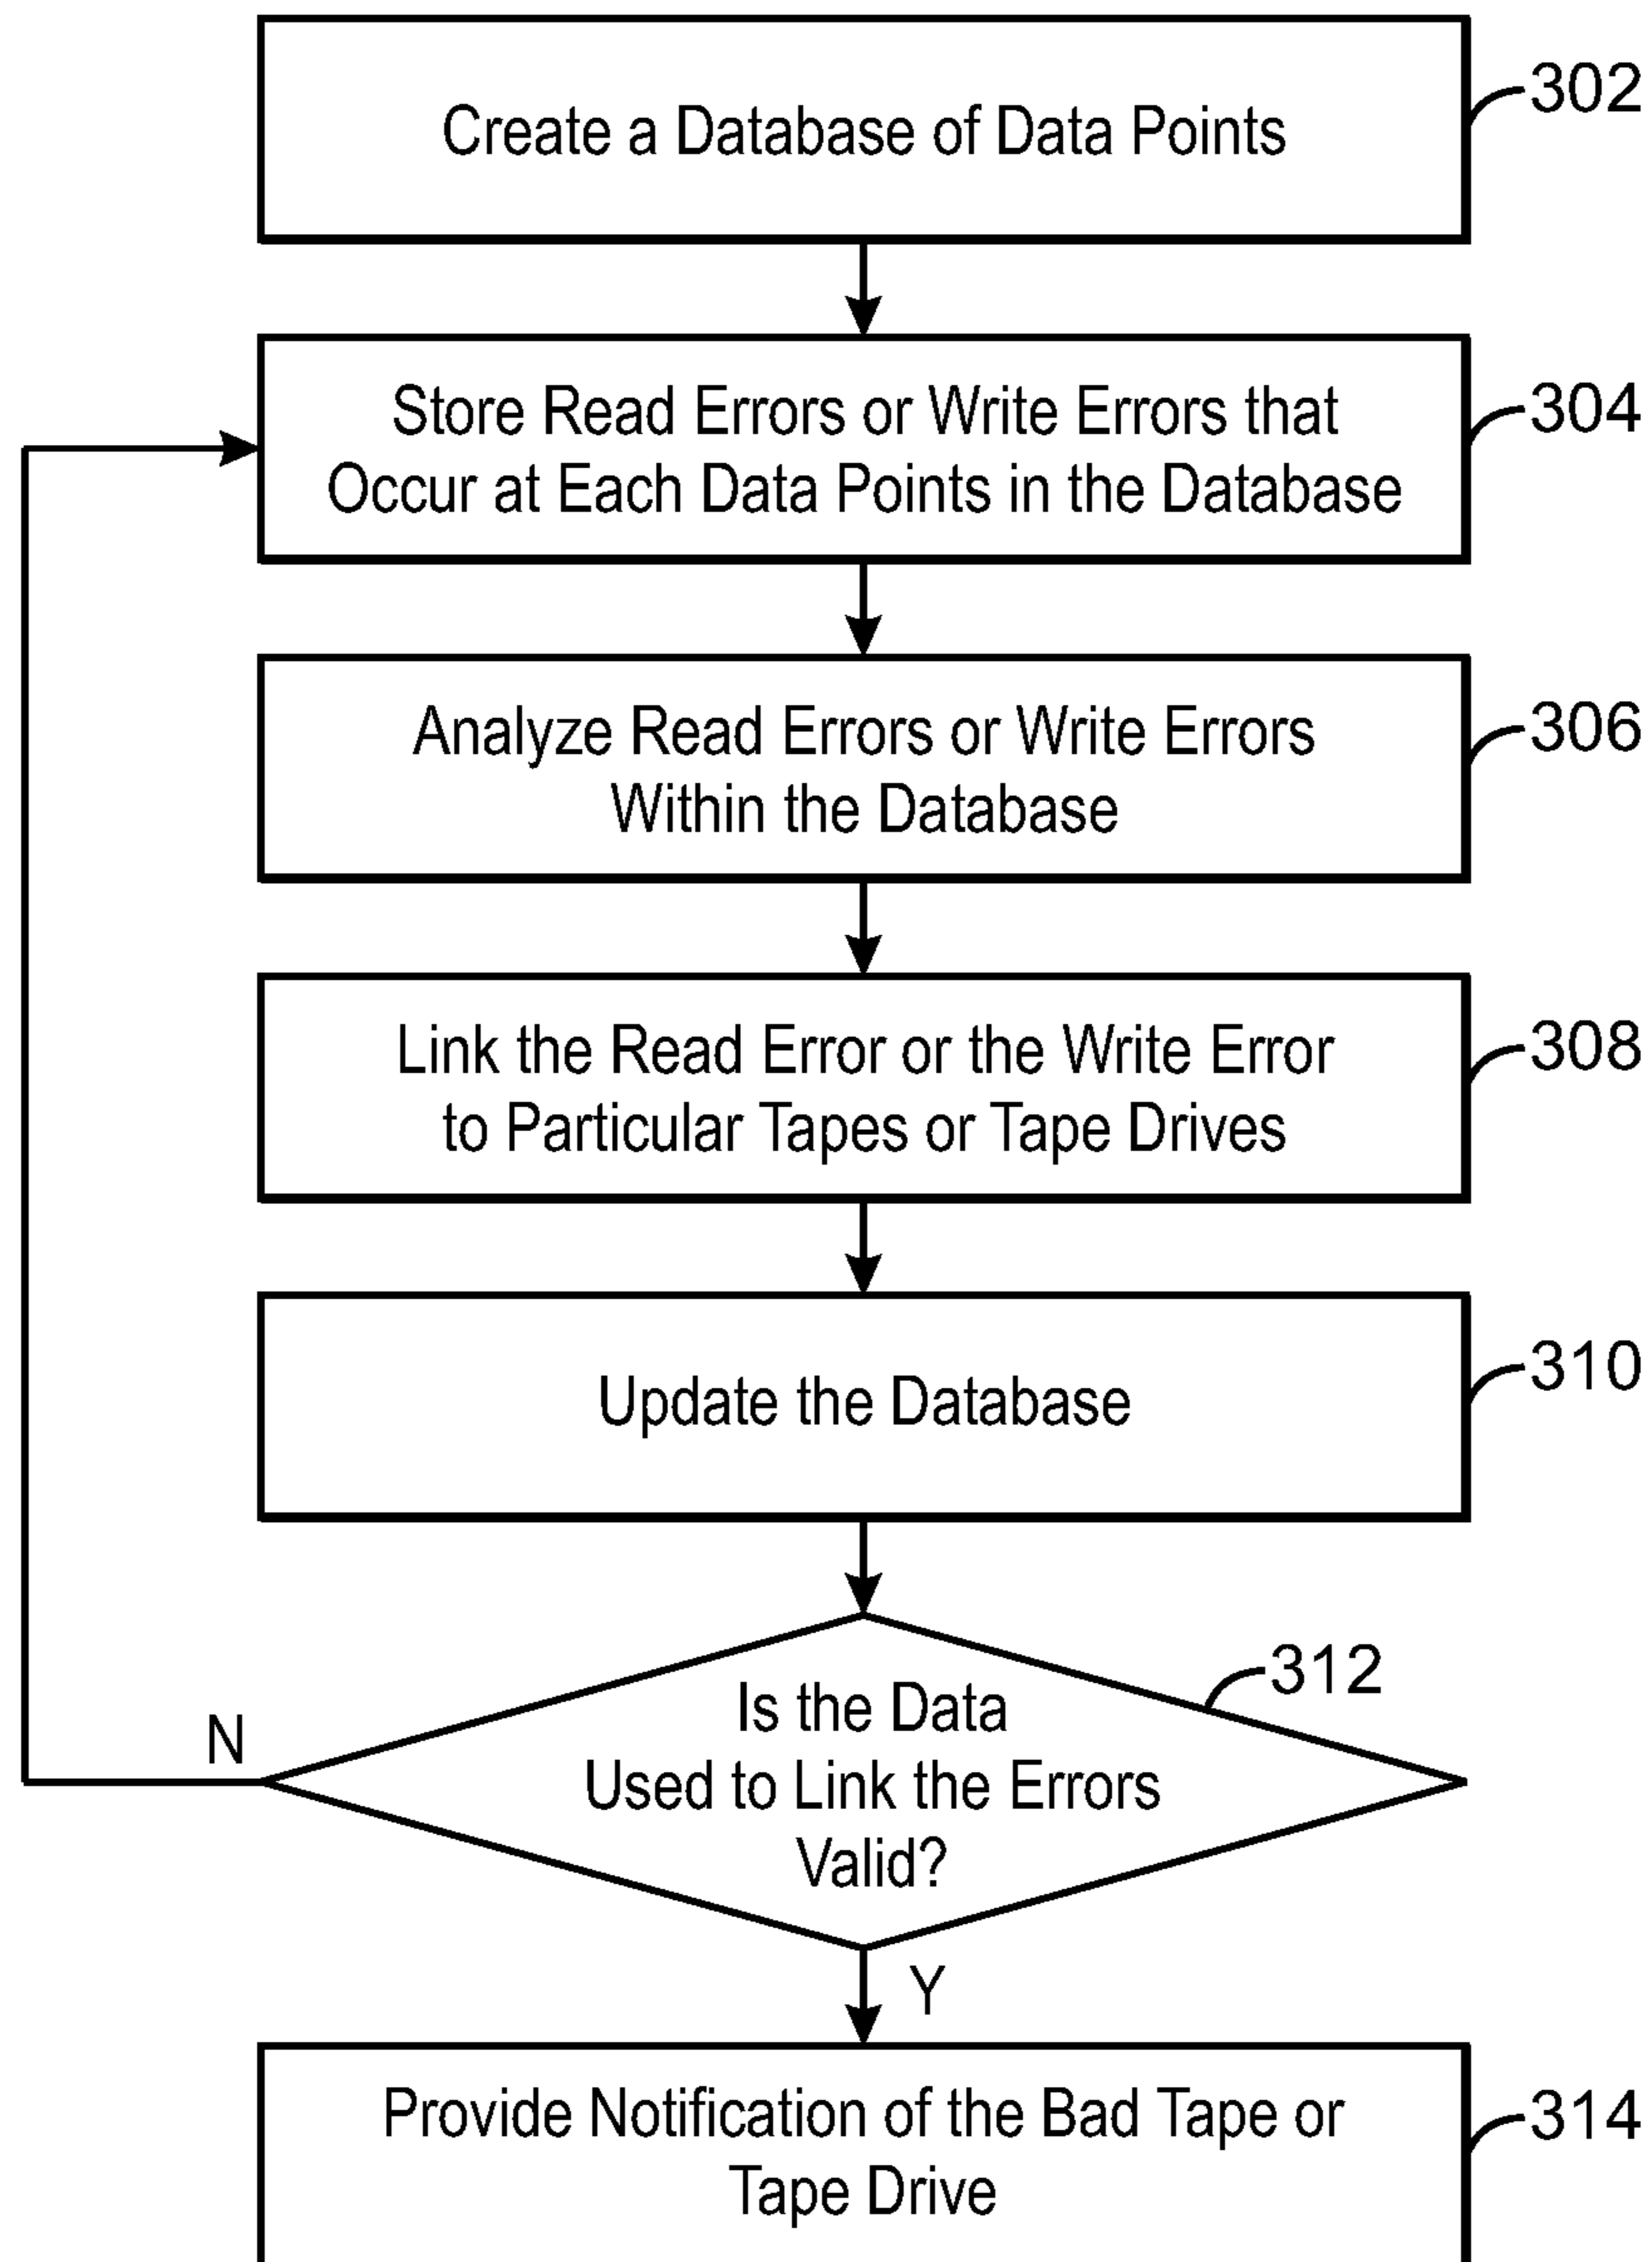 Create a Database of Data Points
302
Store Read Errors or Write Errors that
Occur at Each Data Points in the Database
304
Analyze Read Errors or Write Errors
Within the Database
306
Link the Read Error or the Write Error
to Particular Tapes or Tape Drives
308
Update the Database
310
Is the Data
Used to Link the Errors
Valid?
312
N
Y
Provide Notification of the Bad Tape or
Tape Drive
314